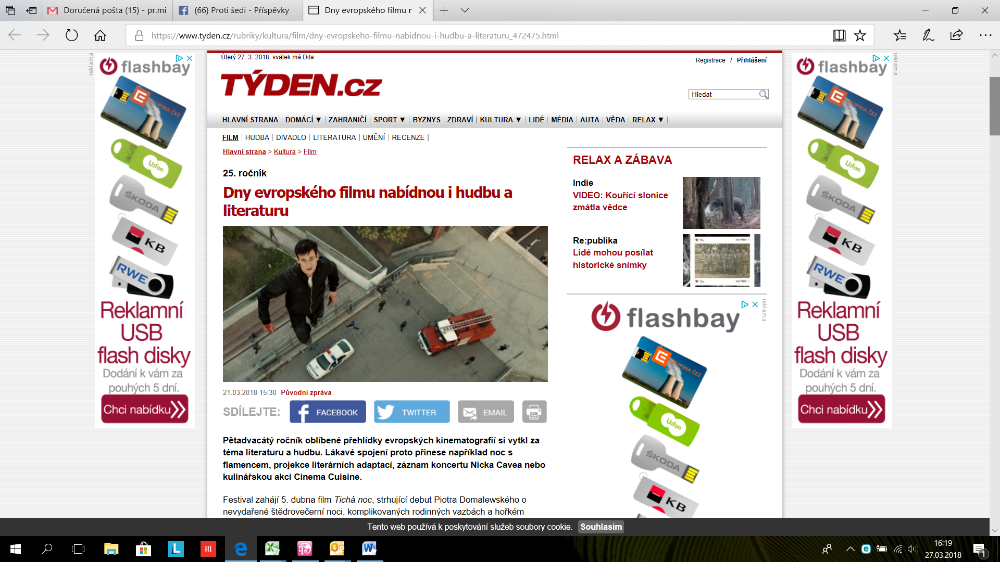 Doručená pošta (15) - pr.mi
(66) Proti šedi - Příspěvky
Dny evropského filmu r
https://www.tyden.cz/rubriky/kultura/film/dny-evropskeho-filmu-nabidnou-i-hudbu-a-literaturu_472475.html
reklama
flashbay
SKUPINA ČEZ
U:fon
ŠKODA
KB
RWE
Reklamní
USB
flash disky
Dodání k vám za
pouhých 5 dní.
Chci nabídku
Úterý 27. 3. 2018, svátek má Dita
Registrace / Přihlášení
TÝDEN.cz
Hledat
HLAVNÍ STRANA | DOMÁCÍ ▼ | ZAHRANIČÍ | SPORT ▼ | BYZNYS | ZDRAVÍ | KULTURA ▼ | LIDÉ | MÉDIA | AUTA | VĚDA | RELAX ▼ |
FILM | HUDBA | DIVADLO | LITERATURA | UMĚNÍ | RECENZE |
Hlavní strana > Kultura > Film
25. ročník
Dny evropského filmu nabídnou i hudbu a
literaturu
21.03.2018 15:30 Původní zpráva
SDÍLEJTE: FACEBOOK TWITTER EMAIL
Pětadvacátý ročník oblíbené přehlídky evropských kinematografií si vytkl za
téma literaturu a hudbu. Lákavé spojení proto přinese například noc s
flamencem, projekce literárních adaptací, záznam koncertu Nicka Cavea nebo
kulinářskou akci Cinema Cuisine.
Festival zahájí 5. dubna film Tichá noc, strhující debut Piotra Domalewského o
nevydařené štědrovečerní noci, komplikovaných rodinných vazbách a hořkém
RELAX A ZÁBAVA
Indie
VIDEO: Kouřící slonice
zmátla vědce
Re:publika
Lidé mohou posílat
historické snímky
reklama
flashbay
SKUPINA ČEZ
U:fon
ŠKODA
KB
reklama
flashbay
SKUPINA ČEZ
U:fon
ŠKODA
KB
RWE
Reklamní
USB
flash disky
Dodání k vám za
pouhých 5 dní.
Chci nabídku
Tento web používá k poskytování služeb soubory cookie. Souhlasím
16:19
27.03.2018
1